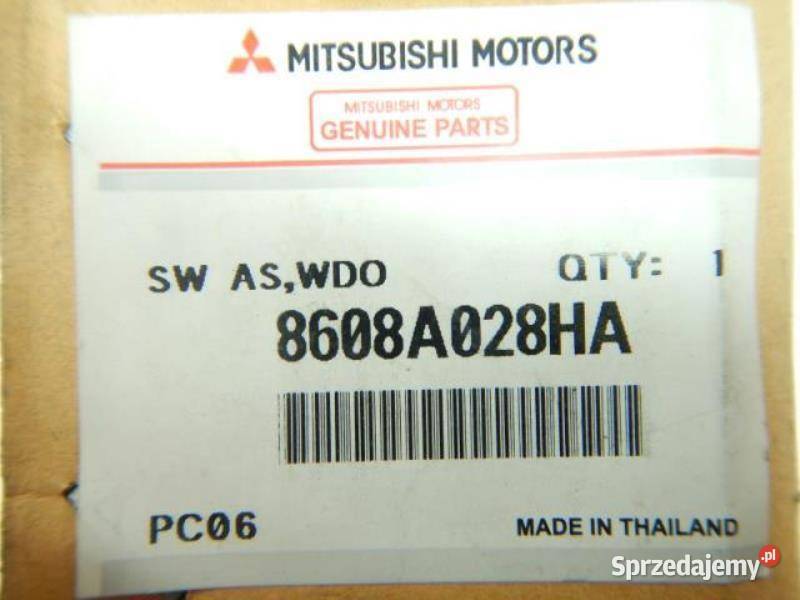 MITSUBISHI MOTORS
MITSUBISHI MOTORS
GENUINE PARTS
SW AS,WDO QTY: 1
8608A028HA
PC06 MADE IN THAILAND
Sprzedajemy.pl